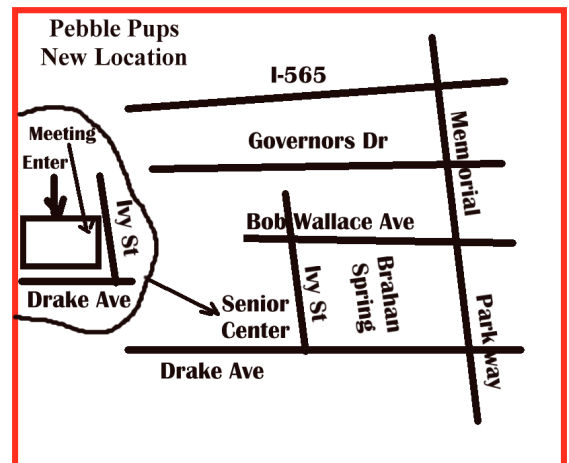 Pebble Pups
New Location
I-565
Memorial
Parkway
Governors Dr
Meeting
Enter
Ivy St
Drake Ave
Bob Wallace Ave
Ivy St
Brahan
Spring
Senior
Center
Drake Ave